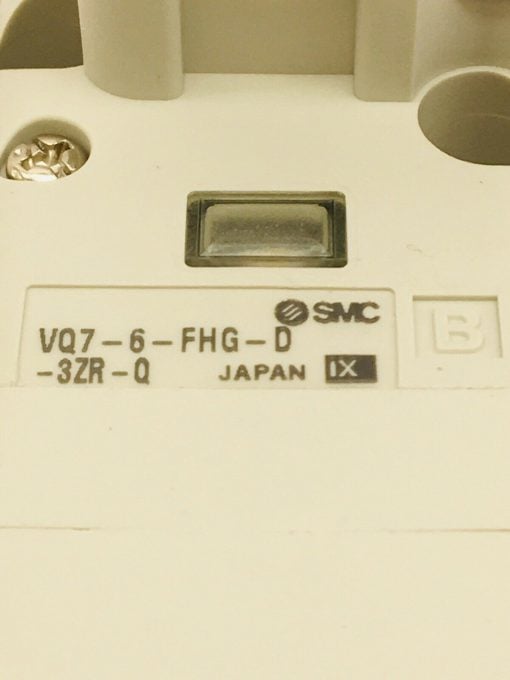 SMC
B
VQ7-6-FHG-D
-3ZR-Q
JAPAN IX